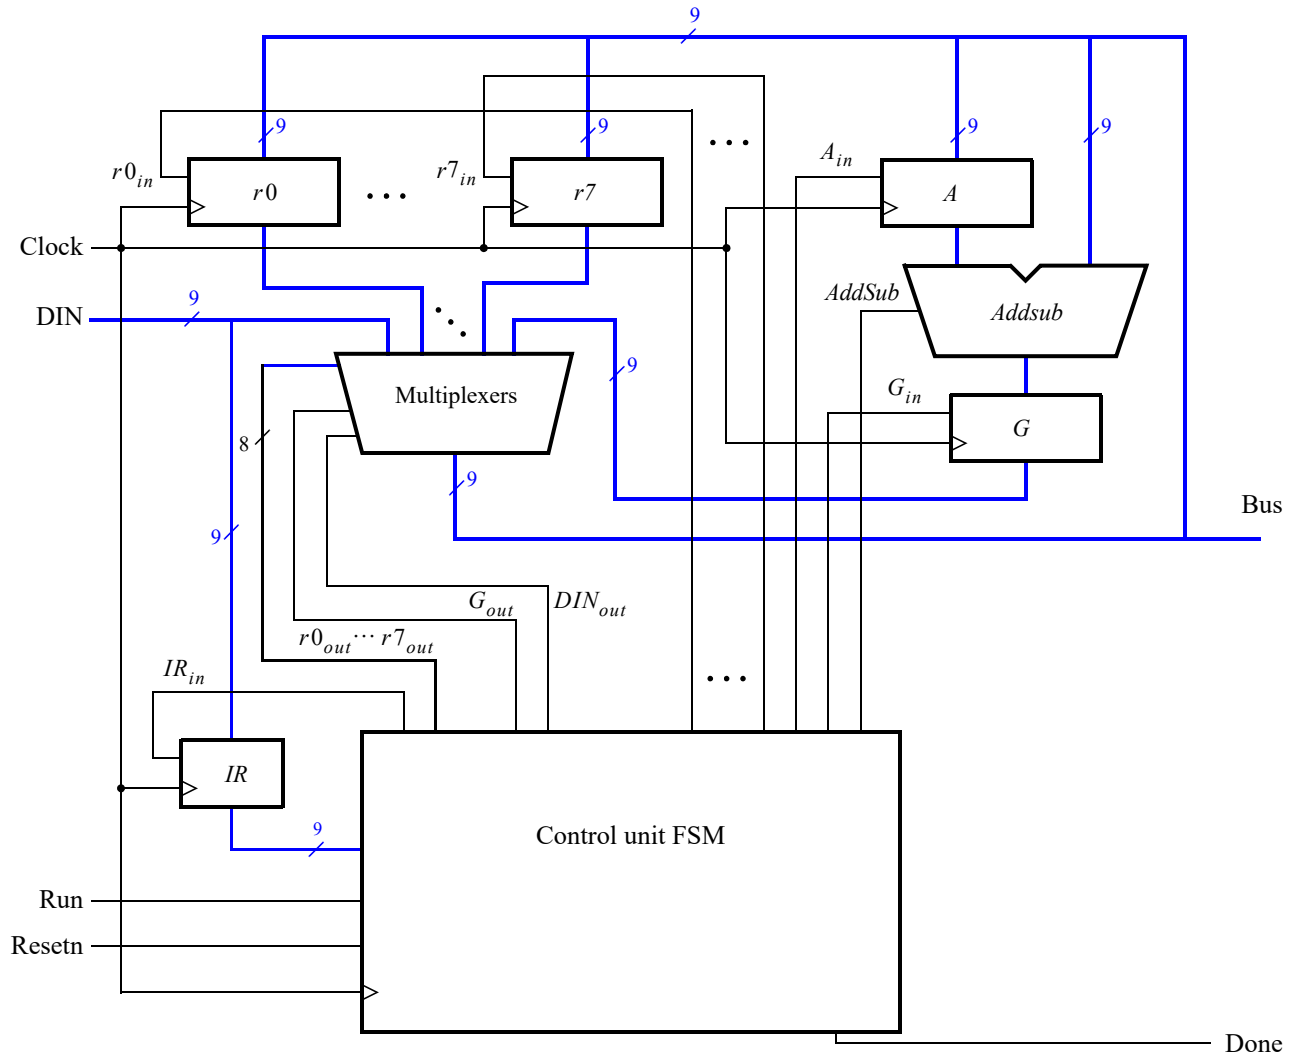 9
9 9 9 9
r0in r0 ••• r7in r7 ••• Ain A
Clock
DIN 9 AddSub Addsub
Multiplexers 9 Gin G
8
9
9
Bus
Gout DINout
r0out ··· r7out
IRin •••
IR
9
Control unit FSM
Run
Resetn
Done